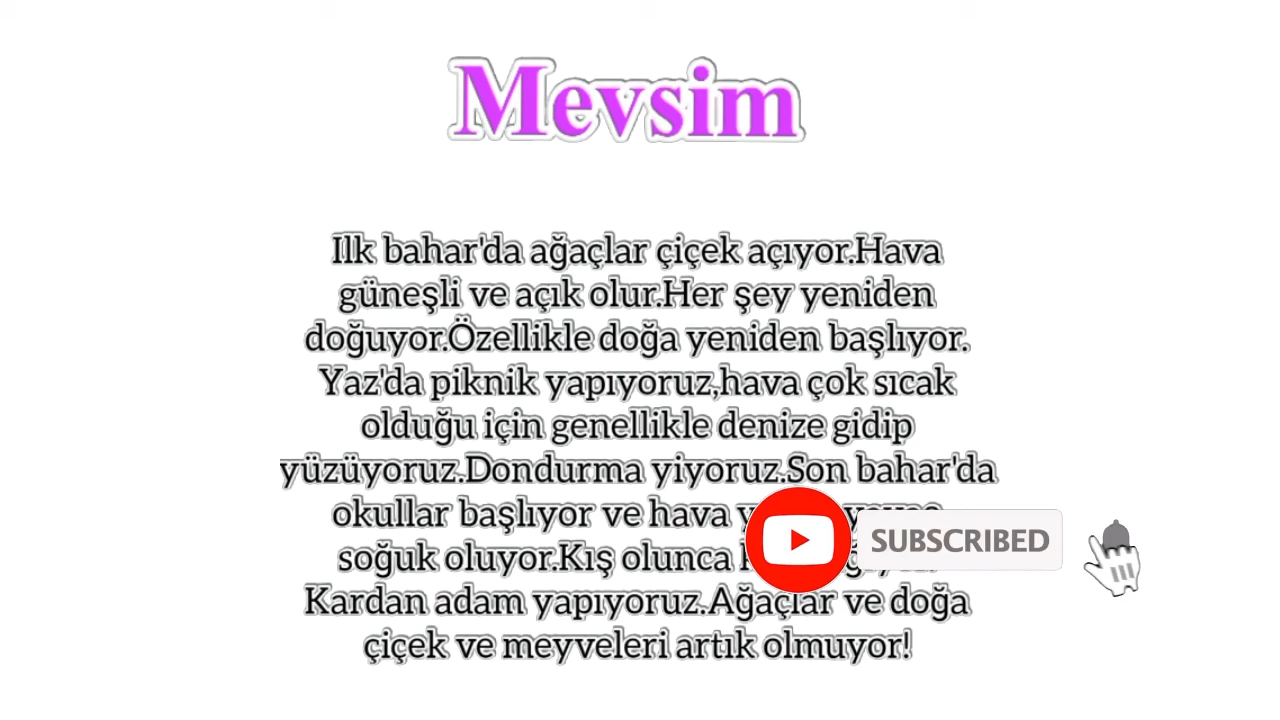 Mevsim
Ilk bahar'da ağaçlar çiçek açıyor.Hava
güneşli ve açık olur.Her şey yeniden
doğuyor.Özellikle doğa yeniden başlıyor.
Yaz'da piknik yapıyoruz,hava çok sıcak
olduğu için genellikle denize gidip
yüzüyoruz.Dondurma yiyoruz.Son bahar'da
okullar başlıyor ve hava
soğuk oluyor.Kış olunca
SUBSCRIBED
Kardan adam yapıyoruz.Ağaçlar ve doğa
çiçek ve meyveleri artık olmuyor!